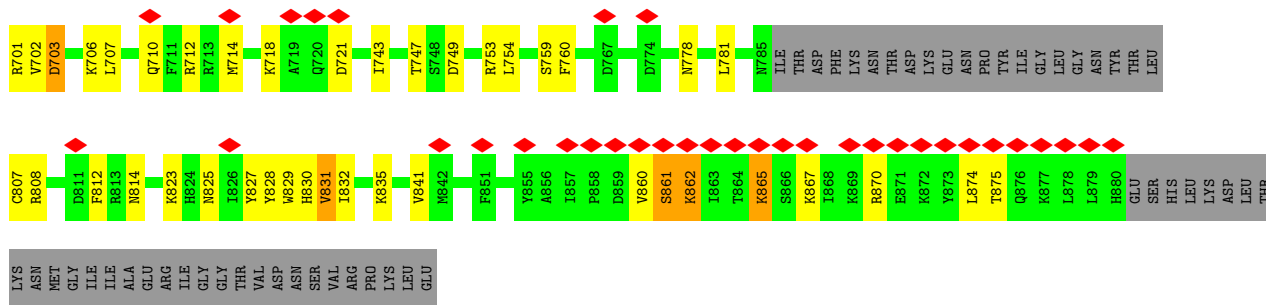 R701 V702 D703 K706 L707 Q710 F711 R712 R713 M714 K718 A719 Q720 D721 I743 T747 S748 D749 R753 L754 S759 F760 D767 D774 N778 L781 N785 ILE THR ASP PHE LYS ASN THR ASP LYS GLU ASN PRO TYR ILE GLY LEU GLY ASN TYR THR LEU
C807 R808 D811 F812 R813 N814 K823 H824 N825 I826 Y827 Y828 W829 H830 V831 I832 K835 V841 M842 F851 Y855 A856 I857 P858 D859 V860 S861 K862 I863 T864 K865 S866 K867 I868 K869 R870 E871 K872 Y873 L874 T875 Q876 K877 L878 L879 H880 GLU SER HIS LEU LYS ASP LEU THR
LYS ASN MET GLY ILE ILE ALA GLU ARG ILE GLY GLY THR VAL ASP ASN SER VAL ARG PRO LYS LEU GLU